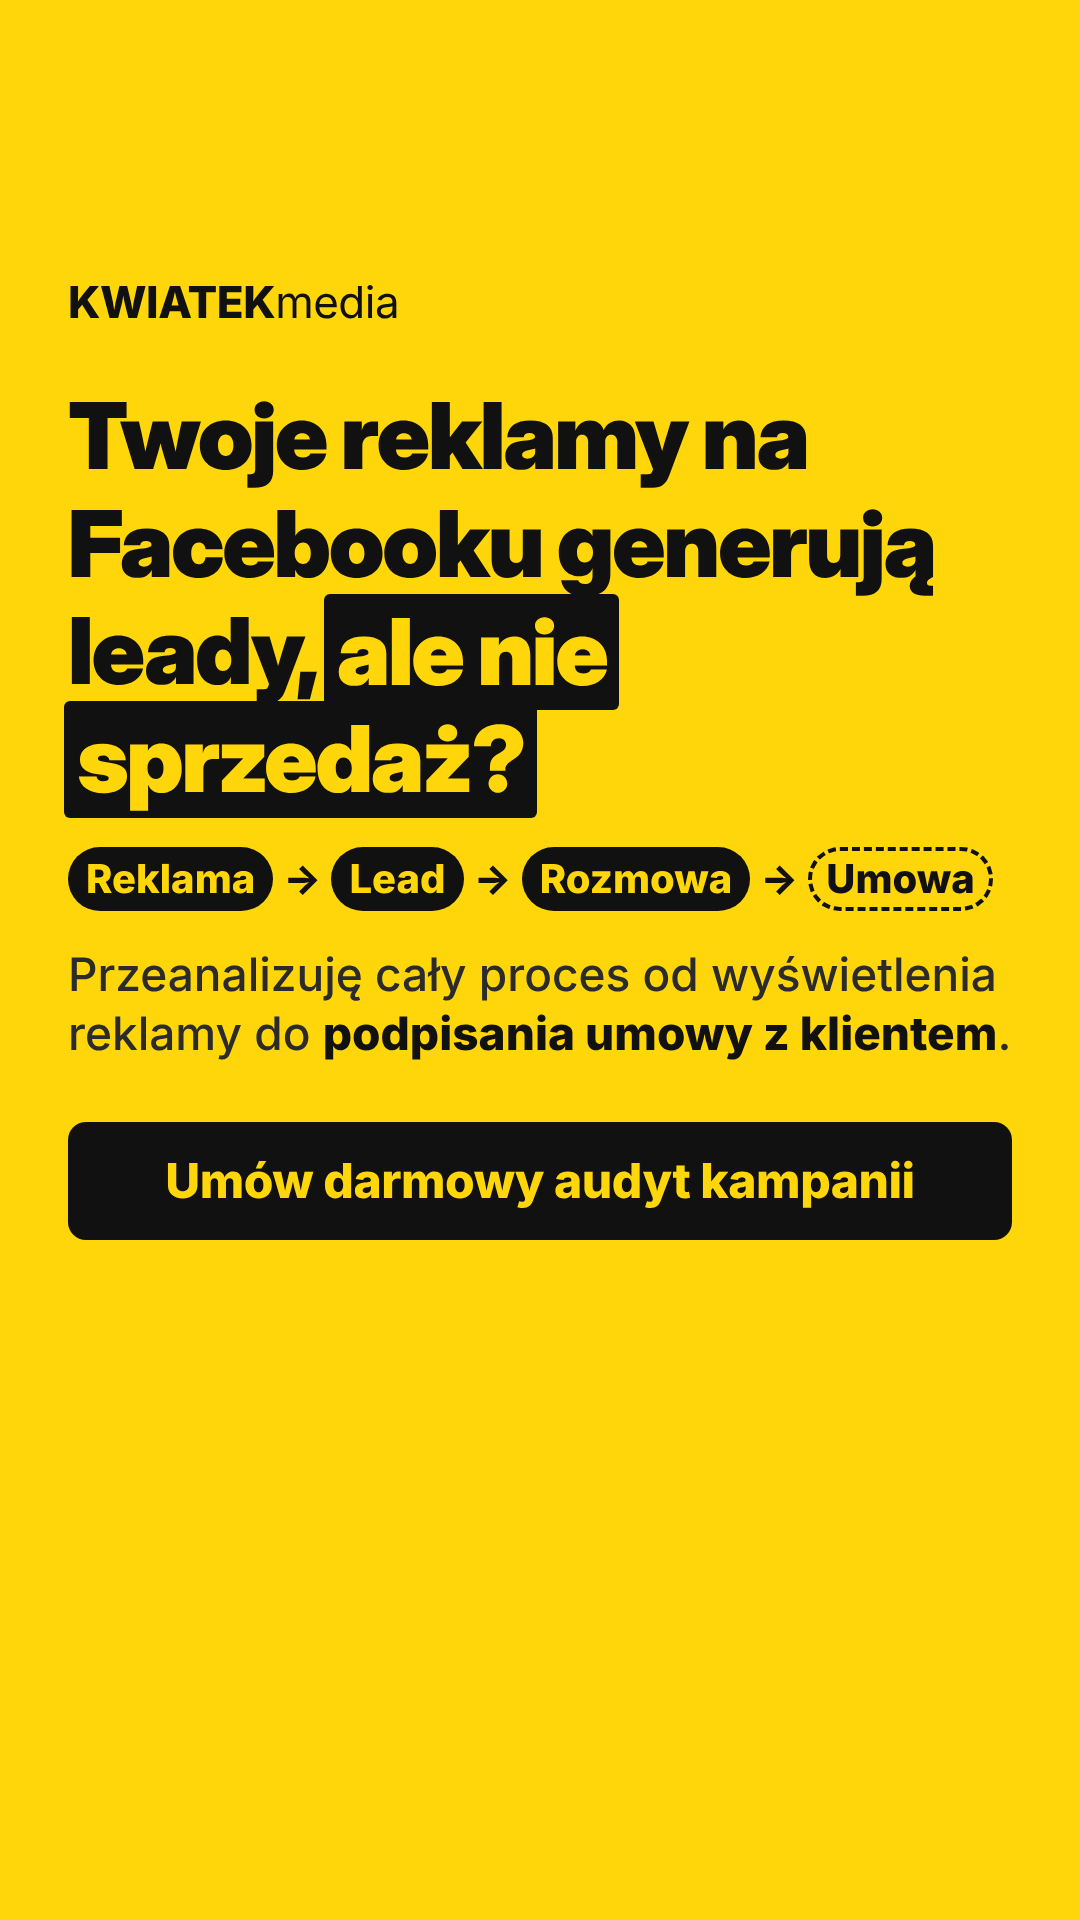 KWIATEKmedia
Twoje reklamy na
Facebooku generują
leady, ale nie
sprzedaż?
Reklama → Lead → Rozmowa → Umowa
Przeanalizuję cały proces od wyświetlenia
reklamy do podpisania umowy z klientem.
Umów darmowy audyt kampanii